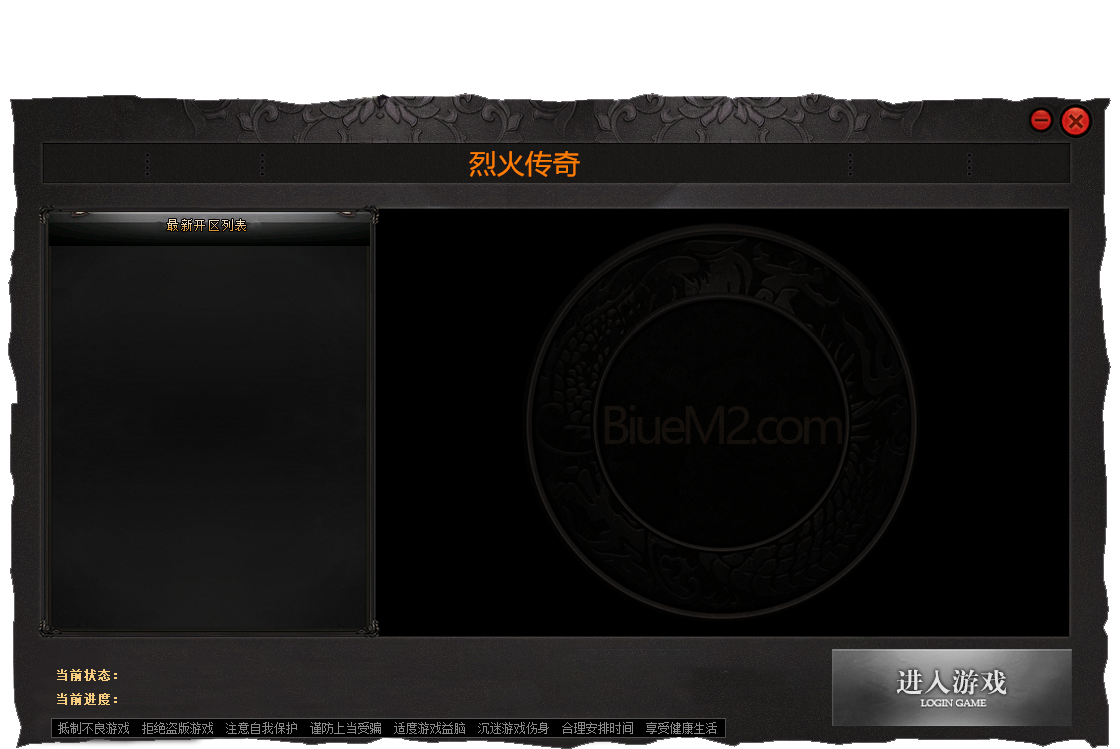 烈火传奇
最新开区列表
BiueM2.com
当前状态：
当前进度：
进入游戏
LOGIN GAME
抵制不良游戏 拒绝盗版游戏 注意自我保护 谨防上当受骗 适度游戏益脑 沉迷游戏伤身 合理安排时间 享受健康生活